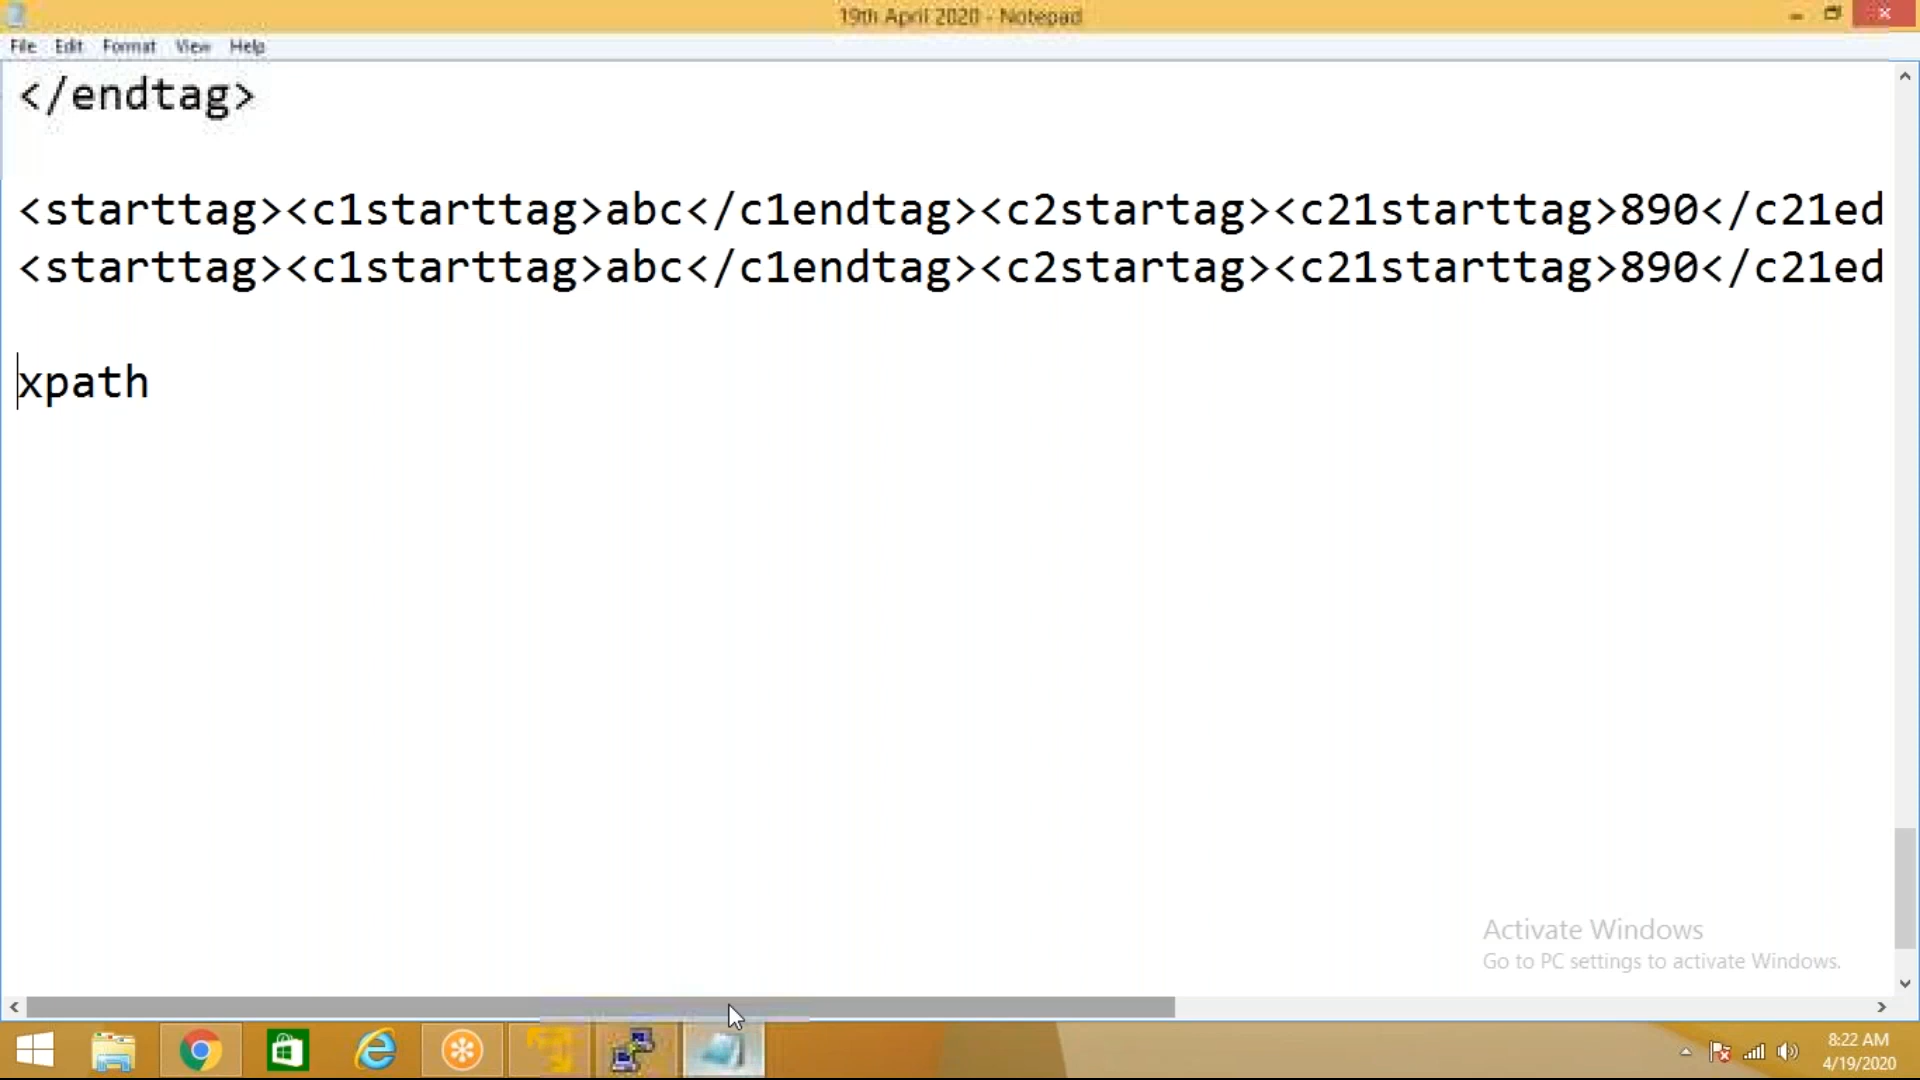 19th April 2020 - Notepad
File Edit Format View Help
</endtag>
<starttag><c1starttag>abc</c1endtag><c2startag><c21starttag>890</c21ed
<starttag><c1starttag>abc</c1endtag><c2startag><c21starttag>890</c21ed
xpath
Activate Windows
Go to PC settings to activate Windows.
8:22 AM
4/19/2020